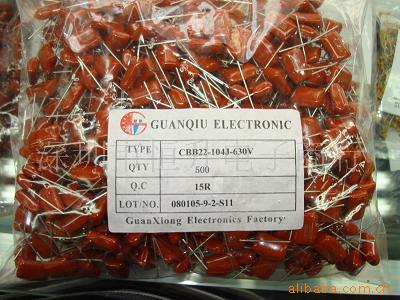 GUANQIU ELECTRONIC
TYPE CBB22-104J-630V
QTY 500
Q.C 15R
LOT/NO. 080105-9-2-S11
GuanXiong Electronics Factory.
alibaba.com.cn